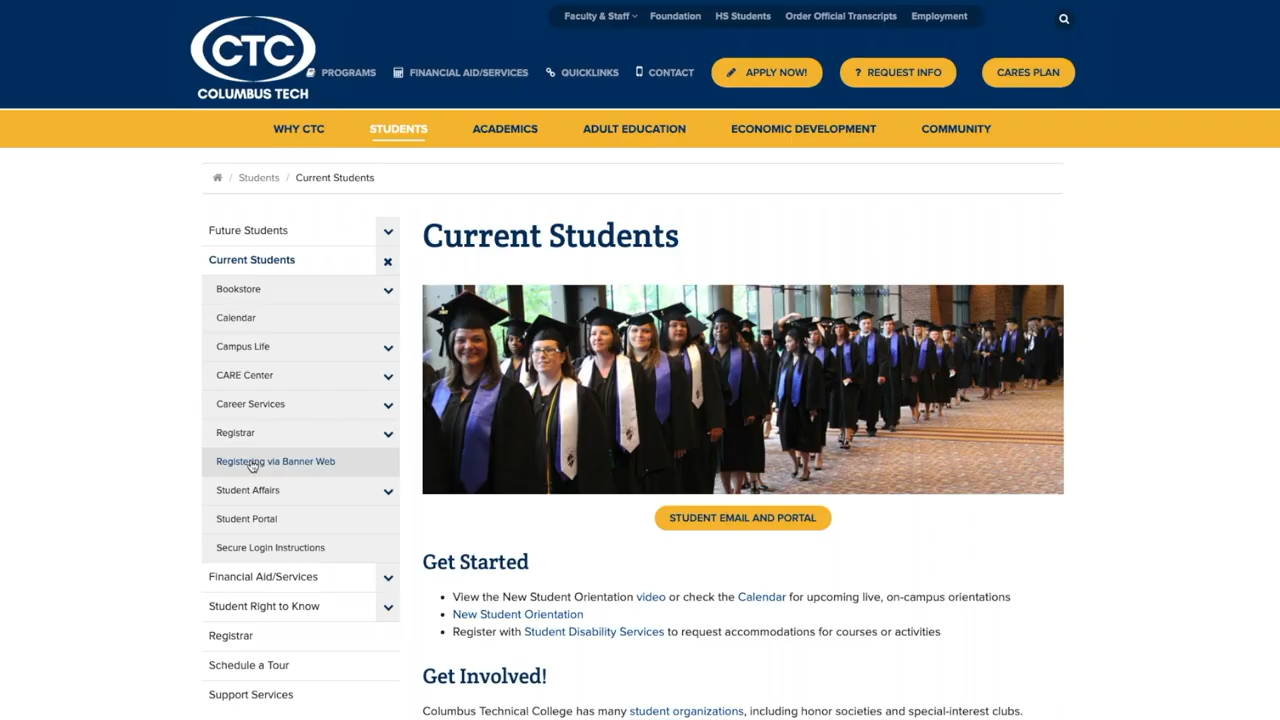 Faculty & Staff
Foundation
HS Students
Order Official Transcripts
Employment
CTC
COLUMBUS TECH
PROGRAMS
FINANCIAL AID/SERVICES
QUICKLINKS
CONTACT
APPLY NOW!
? REQUEST INFO
CARES PLAN
WHY CTC
STUDENTS
ACADEMICS
ADULT EDUCATION
ECONOMIC DEVELOPMENT
COMMUNITY
/ Students / Current Students
Future Students
Current Students
Bookstore
Calendar
Campus Life
CARE Center
Career Services
Registrar
Registering via Banner Web
Student Affairs
Student Portal
Secure Login Instructions
Financial Aid/Services
Student Right to Know
Registrar
Schedule a Tour
Support Services
Current Students
STUDENT EMAIL AND PORTAL
Get Started
• View the New Student Orientation video or check the Calendar for upcoming live, on-campus orientations
• New Student Orientation
• Register with Student Disability Services to request accommodations for courses or activities
Get Involved!
Columbus Technical College has many student organizations, including honor societies and special-interest clubs.